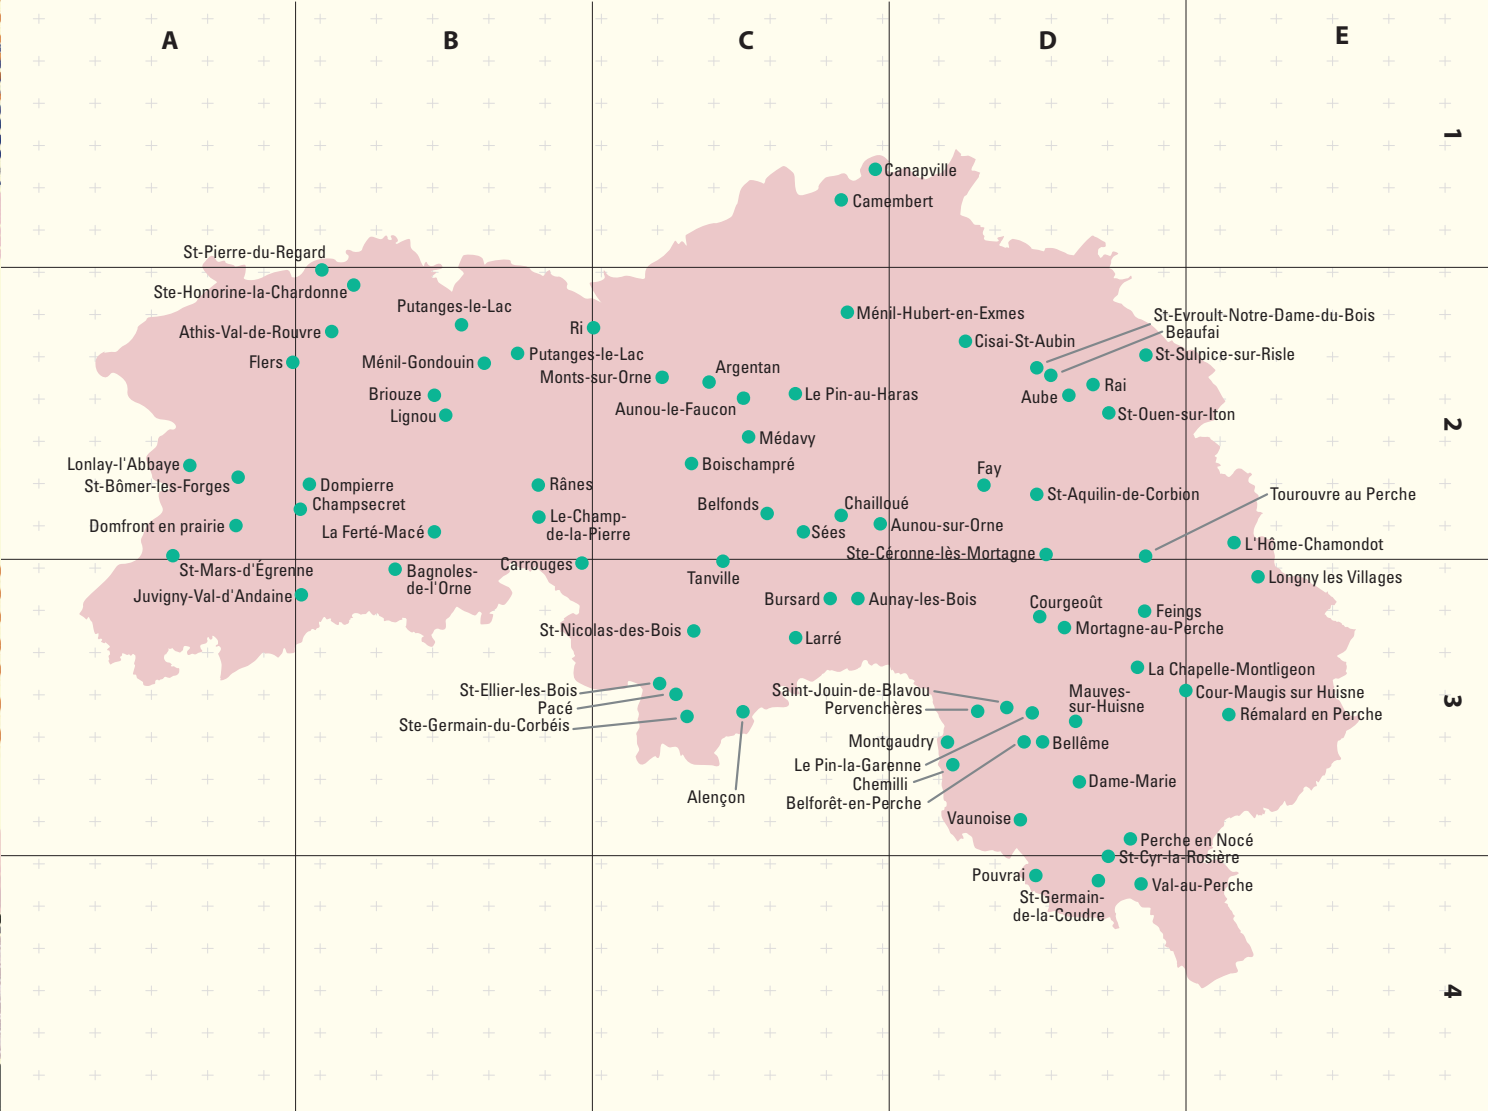 A
B
C
D
E
1
Canapville
Camembert
St-Pierre-du-Regard
Ste-Honorine-la-Chardonne
Putanges-le-Lac
Ménil-Hubert-en-Exmes
St-Evroult-Notre-Dame-du-Bois
Athis-Val-de-Rouvre
Ri
Beaufai
Cisai-St-Aubin
Flers
Ménil-Gondouin
Putanges-le-Lac
St-Sulpice-sur-Risle
Monts-sur-Orne
Argentan
Briouze
Le Pin-au-Haras
Rai
Aube
Lignou
Aunou-le-Faucon
St-Ouen-sur-Iton
2
Médavy
Lonlay-l'Abbaye
Boischampré
Fay
St-Bômer-les-Forges
Dompierre
Rânes
St-Aquilin-de-Corbion
Tourouvre au Perche
Champsecret
Belfonds
Chailloué
Domfront en prairie
La Ferté-Macé
Le-Champ-
de-la-Pierre
Sées
Aunou-sur-Orne
L'Hôme-Chamondot
Ste-Céronne-lès-Mortagne
St-Mars-d'Égrenne
Carrouges
Tanville
Bagnoles-
de-l'Orne
Longny les Villages
Juvigny-Val-d'Andaine
Bursard
Aunay-les-Bois
Courgeoût
Feings
St-Nicolas-des-Bois
Larré
Mortagne-au-Perche
La Chapelle-Montligeon
St-Ellier-les-Bois
Saint-Jouin-de-Blavou
Mauves-
sur-Huisne
Cour-Maugis sur Huisne
3
Pacé
Pervenchères
Rémalard en Perche
Ste-Germain-du-Corbéis
Montgaudry
Bellême
Le Pin-la-Garenne
Chemilli
Dame-Marie
Alençon
Belforêt-en-Perche
Vaunoise
Perche en Nocé
St-Cyr-la-Rosière
Pouvrai
Val-au-Perche
St-Germain-
de-la-Coudre
4